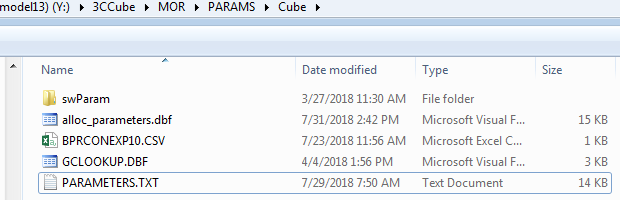 model13) (Y:) ▸ 3CCube ▸ MOR ▸ PARAMS ▸ Cube ▸
Name Date modified Type Size
swParam 3/27/2018 11:30 AM File folder
alloc_parameters.dbf 7/31/2018 2:42 PM Microsoft Visual F... 15 KB
BPRCONEXP10.CSV 7/23/2018 11:56 AM Microsoft Excel C... 1 KB
GCLOOKUP.DBF 4/4/2018 1:56 PM Microsoft Visual F... 3 KB
PARAMETERS.TXT 7/29/2018 7:50 AM Text Document 14 KB